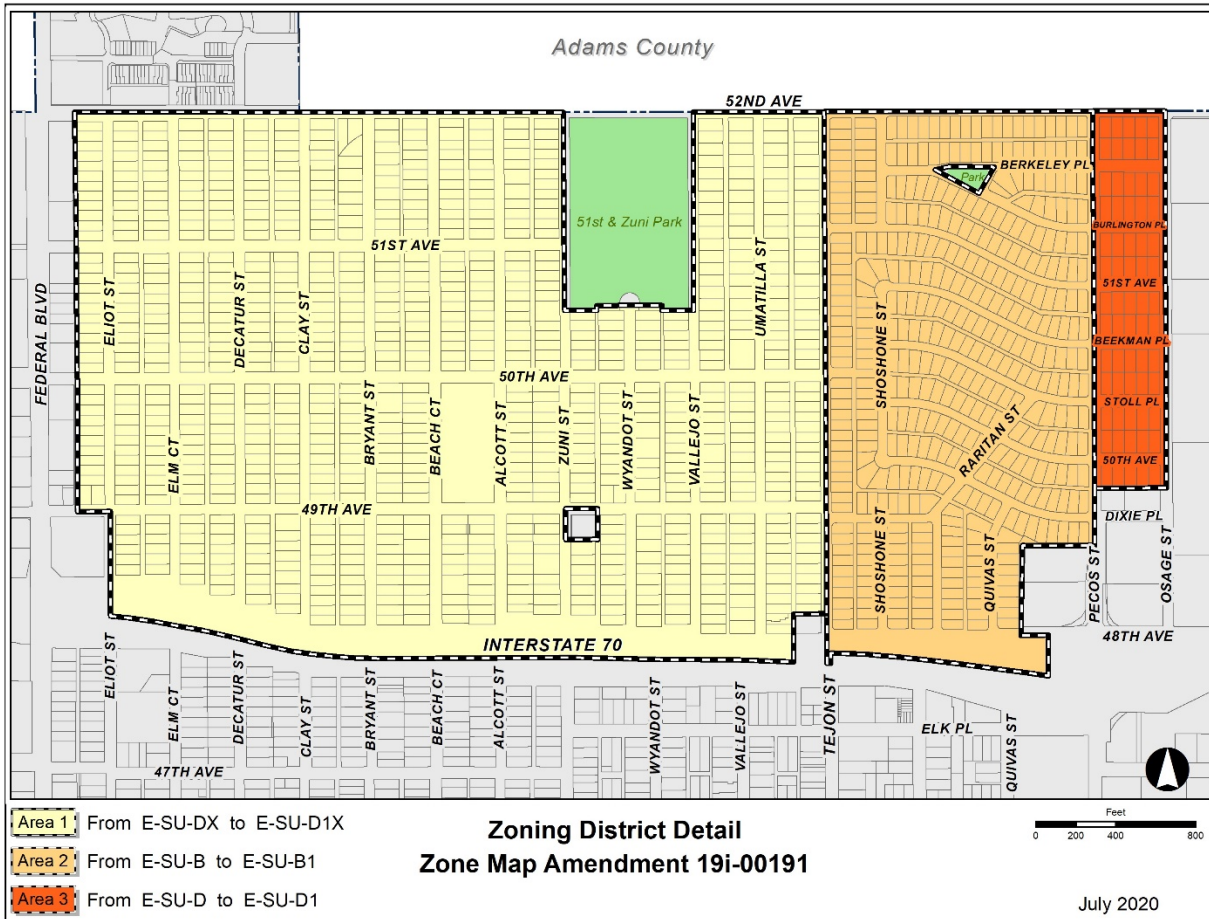 Adams County
52ND AVE
BERKELEY PL
Park
51st & Zuni Park
BURLINGTON PL
51ST AVE
51ST AVE
UMATILLA ST
ELIOT ST
DECATUR ST
CLAY ST
FEDERAL BLVD
SHOSHONE ST
BEEKMAN PL
50TH AVE
STOLL PL
BRYANT ST
BEACH CT
ALCOTT ST
ZUNI ST
WYANDOT ST
VALLEJO ST
RARITAN ST
ELM CT
50TH AVE
49TH AVE
DIXIE PL
SHOSHONE ST
QUIVAS ST
PECOS ST
OSAGE ST
48TH AVE
INTERSTATE 70
ELIOT ST
ELM CT
DECATUR ST
CLAY ST
BRYANT ST
BEACH CT
ALCOTT ST
WYANDOT ST
VALLEJO ST
TEJON ST
ELK PL
QUIVAS ST
47TH AVE
Area 1 From E-SU-DX to E-SU-D1X
Area 2 From E-SU-B to E-SU-B1
Area 3 From E-SU-D to E-SU-D1
Zoning District Detail
Zone Map Amendment 19i-00191
Feet
0 200 400 800
July 2020